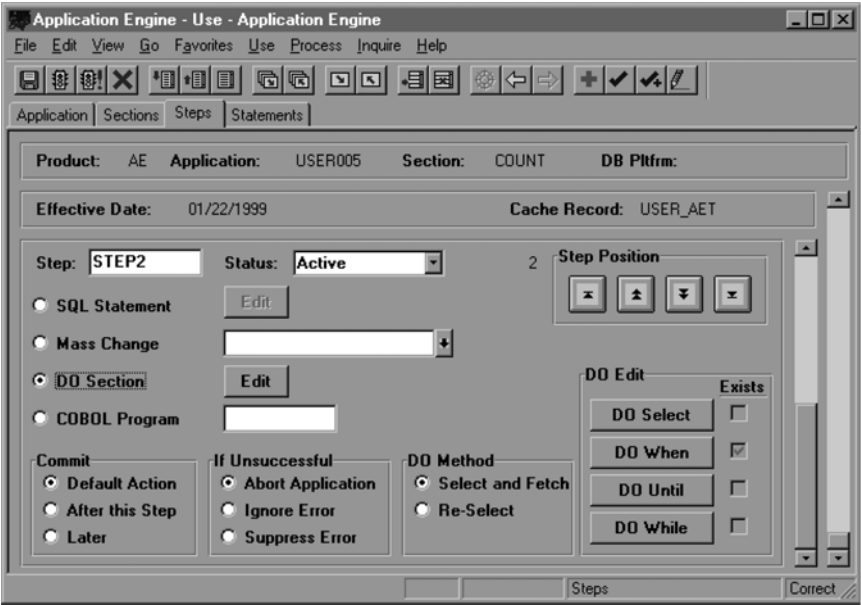 Application Engine - Use - Application Engine
File Edit View Go Favorites Use Process Inquire Help
Application Sections Steps Statements
Product: AE Application: USER005 Section: COUNT DB Pltfrm:
Effective Date: 01/22/1999 Cache Record: USER_AET
Step: STEP2 Status: Active 2 Step Position
SQL Statement Edit
Mass Change
DO Section Edit
COBOL Program
DO Edit Exists
DO Select
DO When
DO Until
DO While
Commit
Default Action
After this Step
Later
If Unsuccessful
Abort Application
Ignore Error
Suppress Error
DO Method
Select and Fetch
Re-Select
Steps Correct